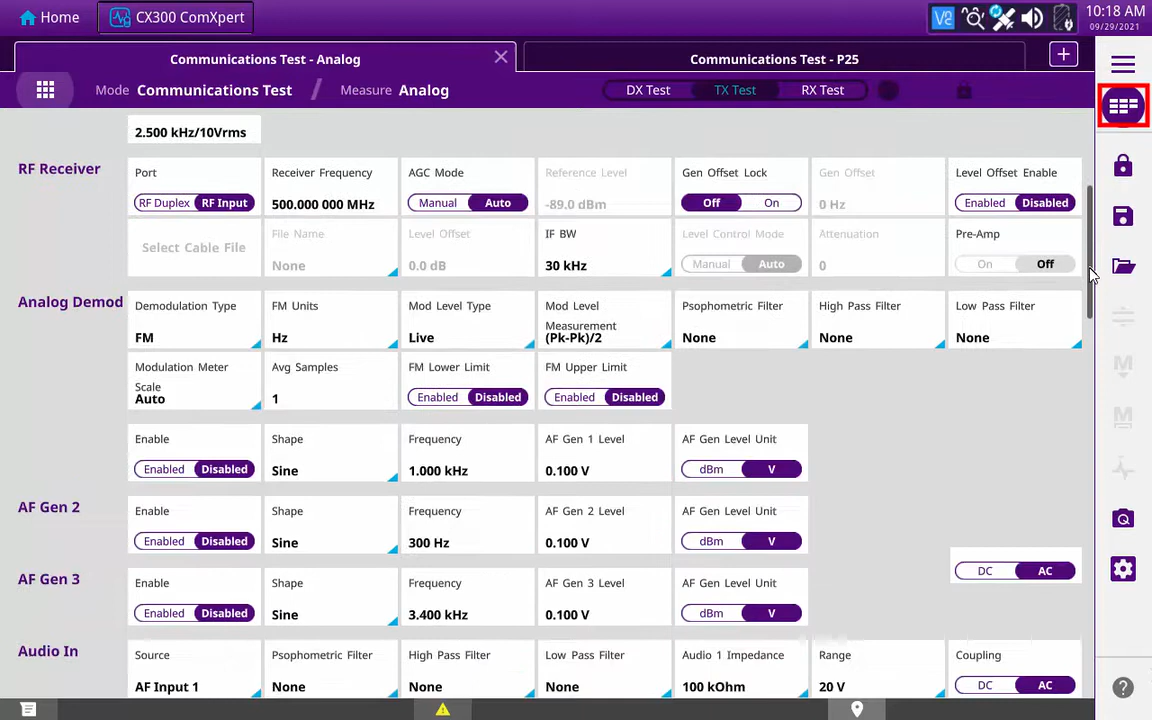 Home CX300 ComXpert 10:18 AM
09/29/2021
Communications Test - Analog Communications Test - P25
Mode Communications Test / Measure Analog DX Test TX Test RX Test
2.500 kHz/10Vrms
RF Receiver
Port Receiver Frequency AGC Mode Reference Level Gen Offset Lock Gen Offset Level Offset Enable
RF Duplex RF Input 500.000 000 MHz Manual Auto -89.0 dBm Off On 0 Hz Enabled Disabled
Select Cable File File Name Level Offset IF BW Level Control Mode Attenuation Pre-Amp
None 0.0 dB 30 kHz Manual Auto 0 On Off
Analog Demod
Demodulation Type FM Units Mod Level Type Mod Level Measurement Psophometric Filter High Pass Filter Low Pass Filter
FM Hz Live (Pk-Pk)/2 None None None
Modulation Meter Scale Avg Samples FM Lower Limit FM Upper Limit
Auto 1 Enabled Disabled Enabled Disabled
Enable Shape Frequency AF Gen 1 Level AF Gen Level Unit
Enabled Disabled Sine 1.000 kHz 0.100 V dBm V
AF Gen 2
Enable Shape Frequency AF Gen 2 Level AF Gen Level Unit
Enabled Disabled Sine 300 Hz 0.100 V dBm V
DC AC
AF Gen 3
Enable Shape Frequency AF Gen 3 Level AF Gen Level Unit
Enabled Disabled Sine 3.400 kHz 0.100 V dBm V
Audio In
Source Psophometric Filter High Pass Filter Low Pass Filter Audio 1 Impedance Range Coupling
AF Input 1 None None None 100 kOhm 20 V DC AC